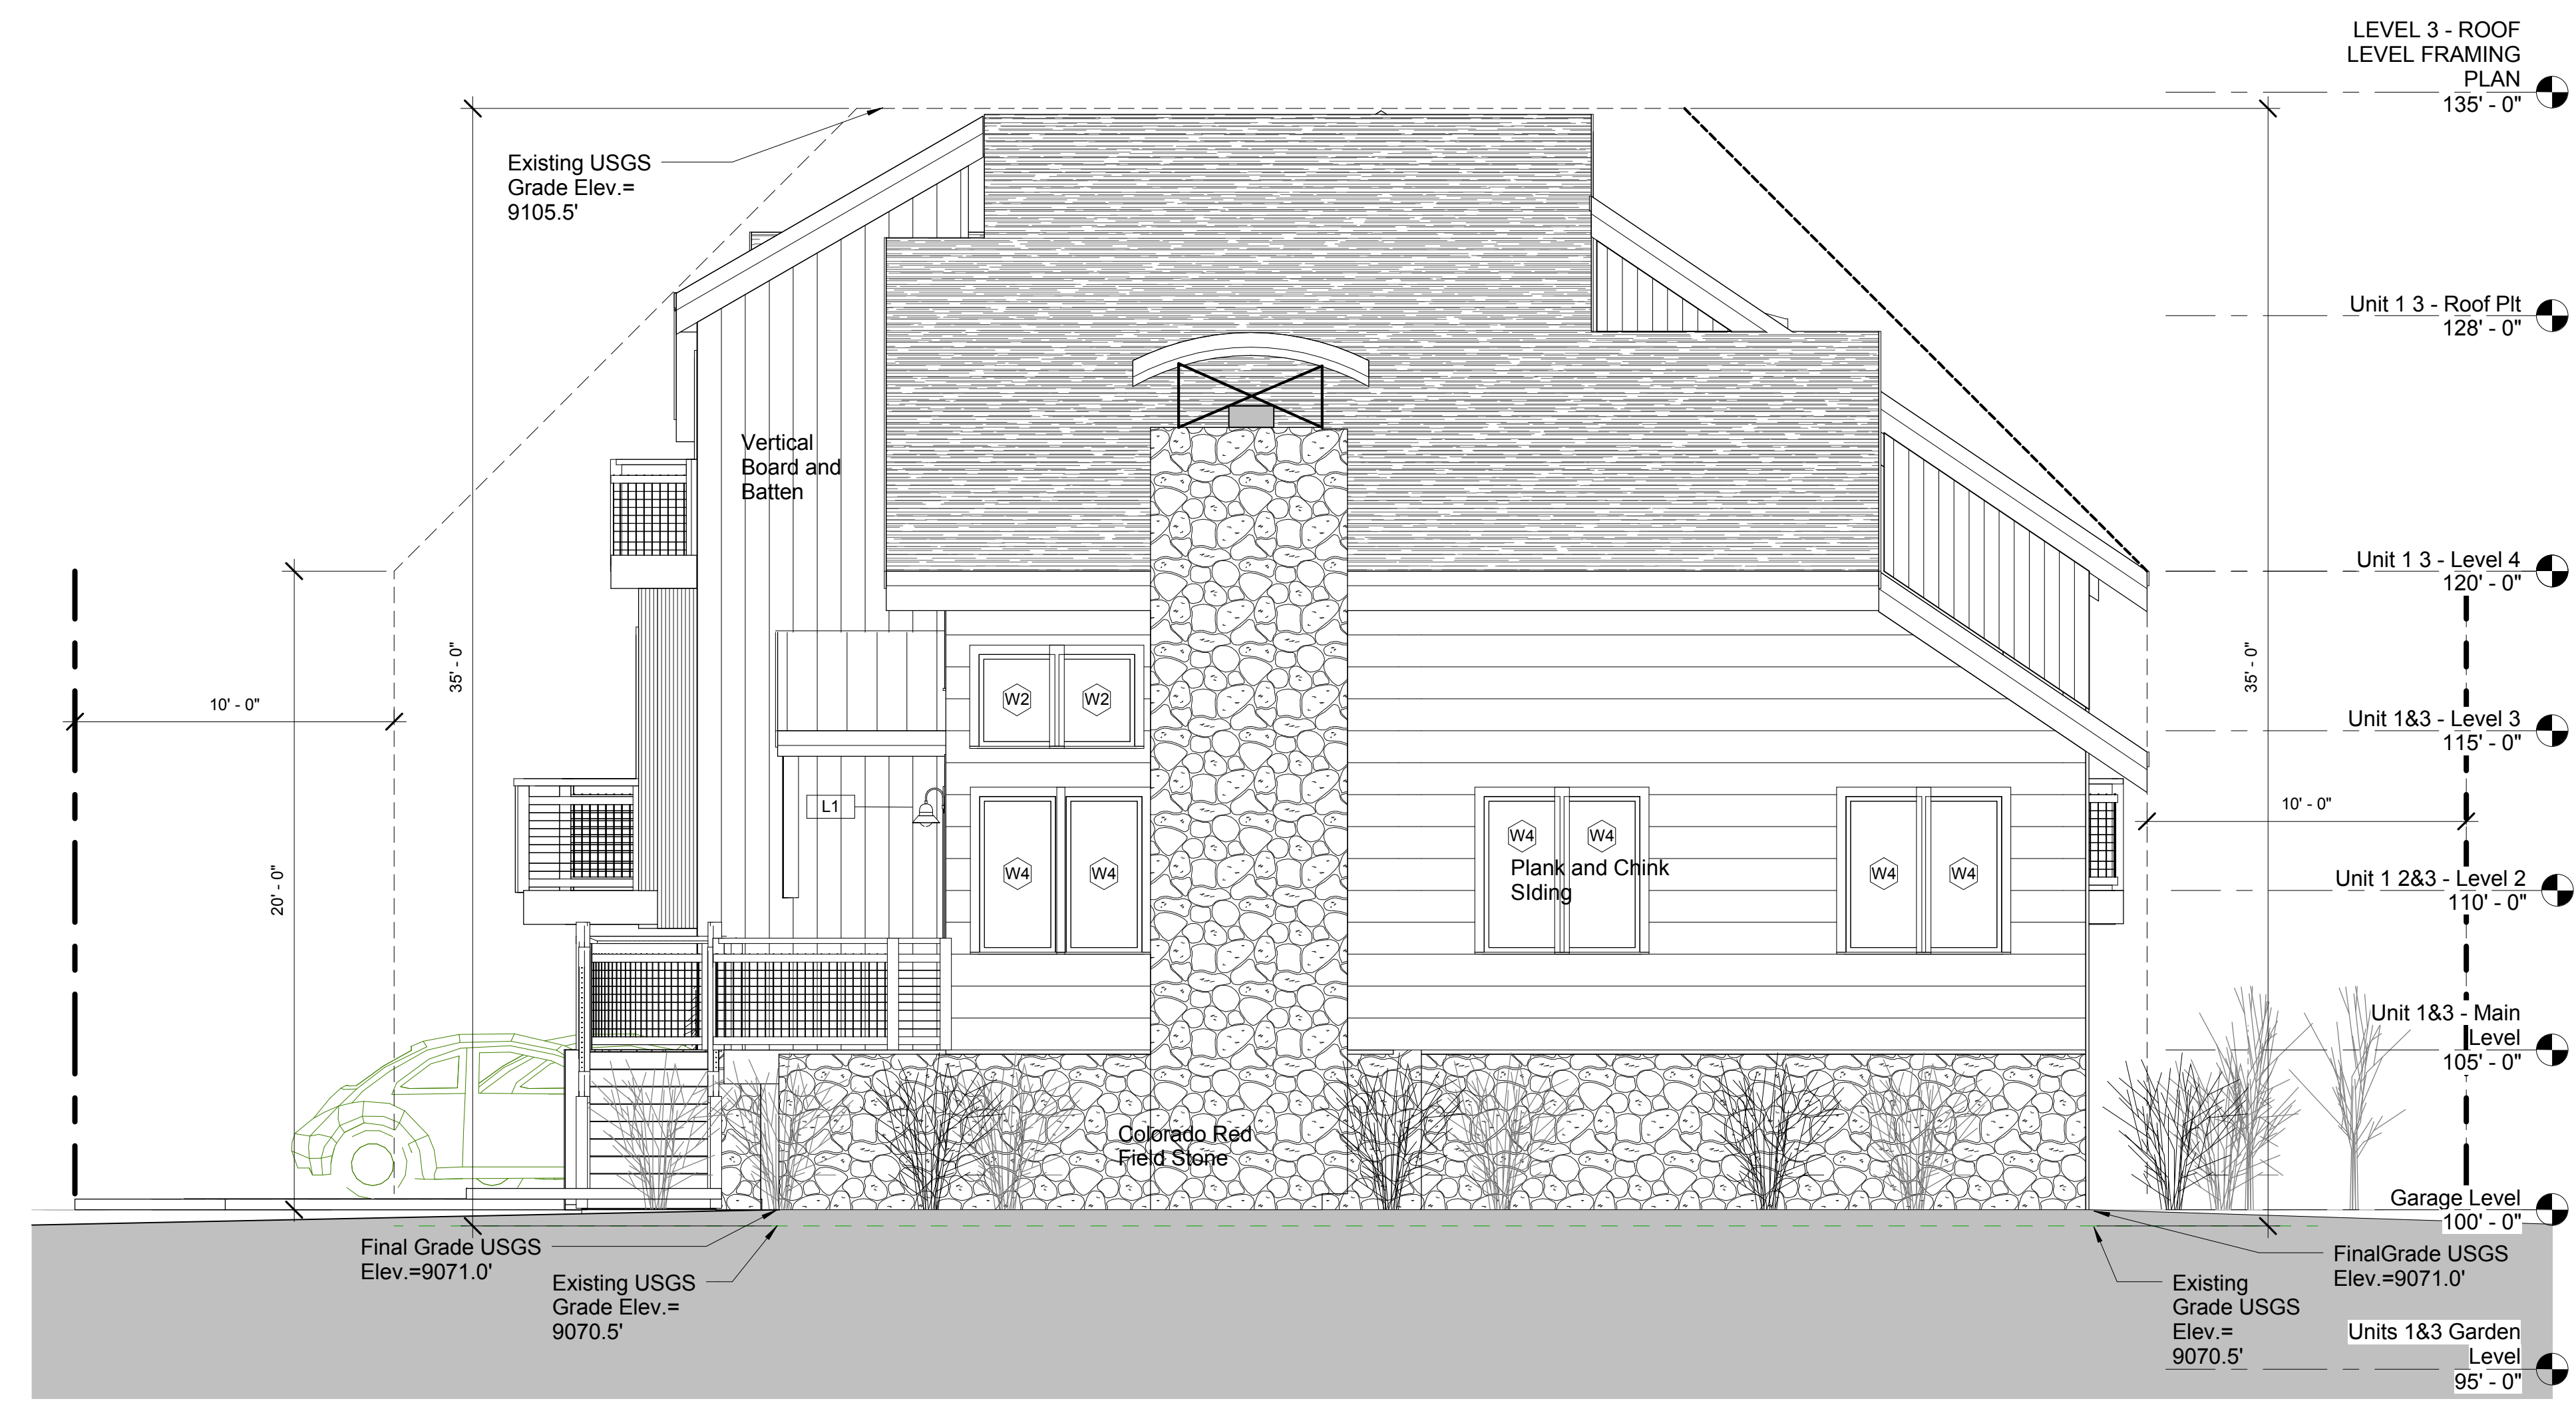 LEVEL 3 - ROOF
LEVEL FRAMING
PLAN
135' - 0"
Existing USGS
Grade Elev.=
9105.5'
Unit 1 3 - Roof Plt
128' - 0"
Vertical
Board and
Batten
Unit 1 3 - Level 4
120' - 0"
35' - 0"
35' - 0"
10' - 0"
W2
W2
Unit 1&3 - Level 3
115' - 0"
L1
10' - 0"
20' - 0"
W4
W4
W4
W4
Plank and Chink
SIding
W4
W4
Unit 1 2&3 - Level 2
110' - 0"
Unit 1&3 - Main
Level
105' - 0"
Colorado Red
Field Stone
Garage Level
100' - 0"
Final Grade USGS
Elev.=9071.0'
Existing USGS
Grade Elev.=
9070.5'
FinalGrade USGS
Elev.=9071.0'
Existing
Grade USGS
Elev.=
9070.5'
Units 1&3 Garden
Level
95' - 0"